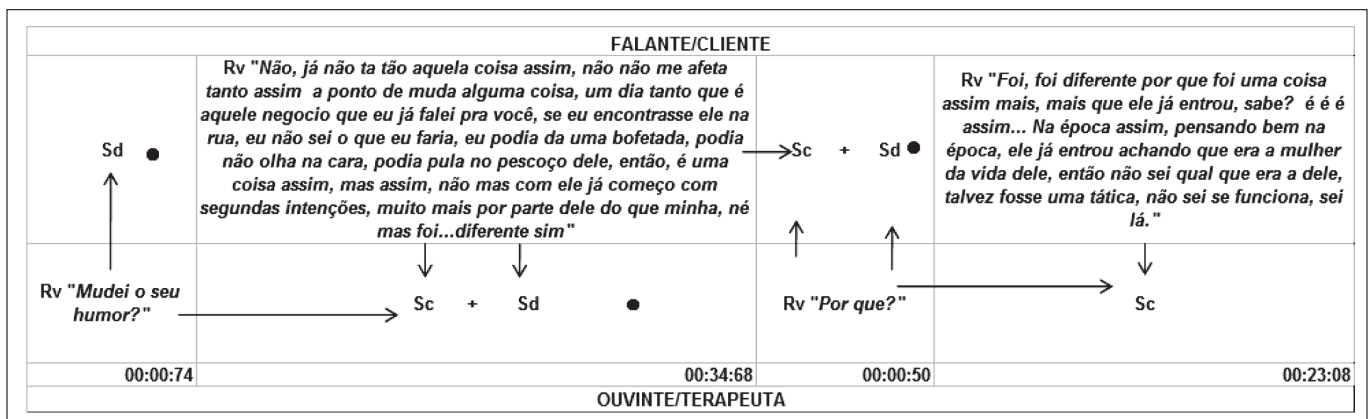 FALANTE/CLIENTE
Sd
Rv "Não, já não ta tão aquela coisa assim, não não me afeta
tanto assim a ponto de muda alguma coisa, um dia tanto que é
aquele negocio que eu já falei pra você, se eu encontrasse ele na
rua, eu não sei o que eu faria, eu podia da uma bofetada, podia
não olha na cara, podia pula no pescoço dele, então, é uma
coisa assim, mas assim, não mas com ele já começo com
segundas intenções, muito mais por parte dele do que minha, né
mas foi...diferente sim"
Sc + Sd
Rv "Foi, foi diferente por que foi uma coisa
assim mais, mais que ele já entrou, sabe? é é é
assim... Na época assim, pensando bem na
época, ele já entrou achando que era a mulher
da vida dele, então não sei qual que era a dele,
talvez fosse uma tática, não sei se funciona, sei
lá."
Rv "Mudei o seu
humor?"
Sc + Sd
Rv "Por que?"
Sc
00:00:74
00:34:68
00:00:50
00:23:08
OUVINTE/TERAPEUTA